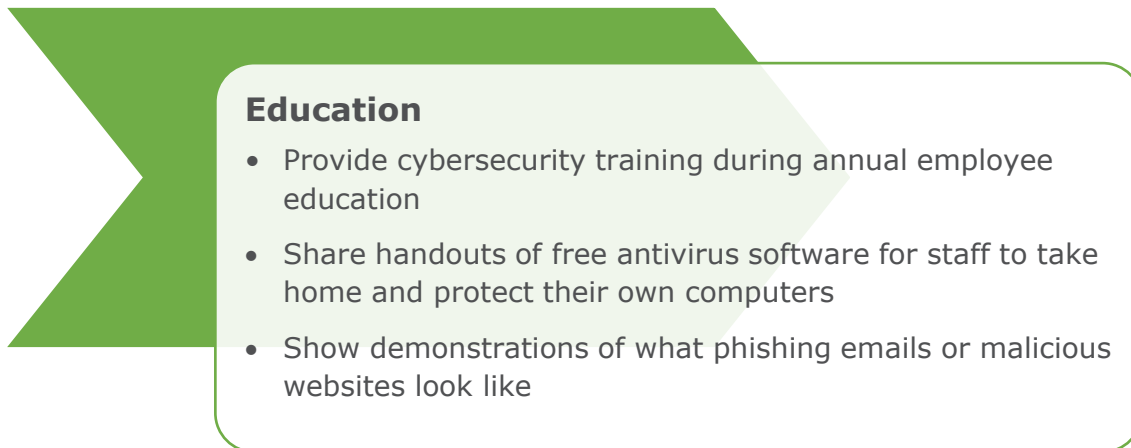 Education
• Provide cybersecurity training during annual employee
education
• Share handouts of free antivirus software for staff to take
home and protect their own computers
• Show demonstrations of what phishing emails or malicious
websites look like